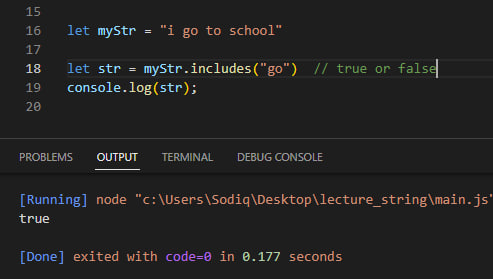 15
16 let myStr = "i go to school"
17
18 let str = myStr.includes("go")  // true or false
19 console.log(str);
20
PROBLEMS OUTPUT TERMINAL DEBUG CONSOLE
[Running] node "c:\Users\Sodiq\Desktop\lecture_string\main.js"
true
[Done] exited with code=0 in 0.177 seconds